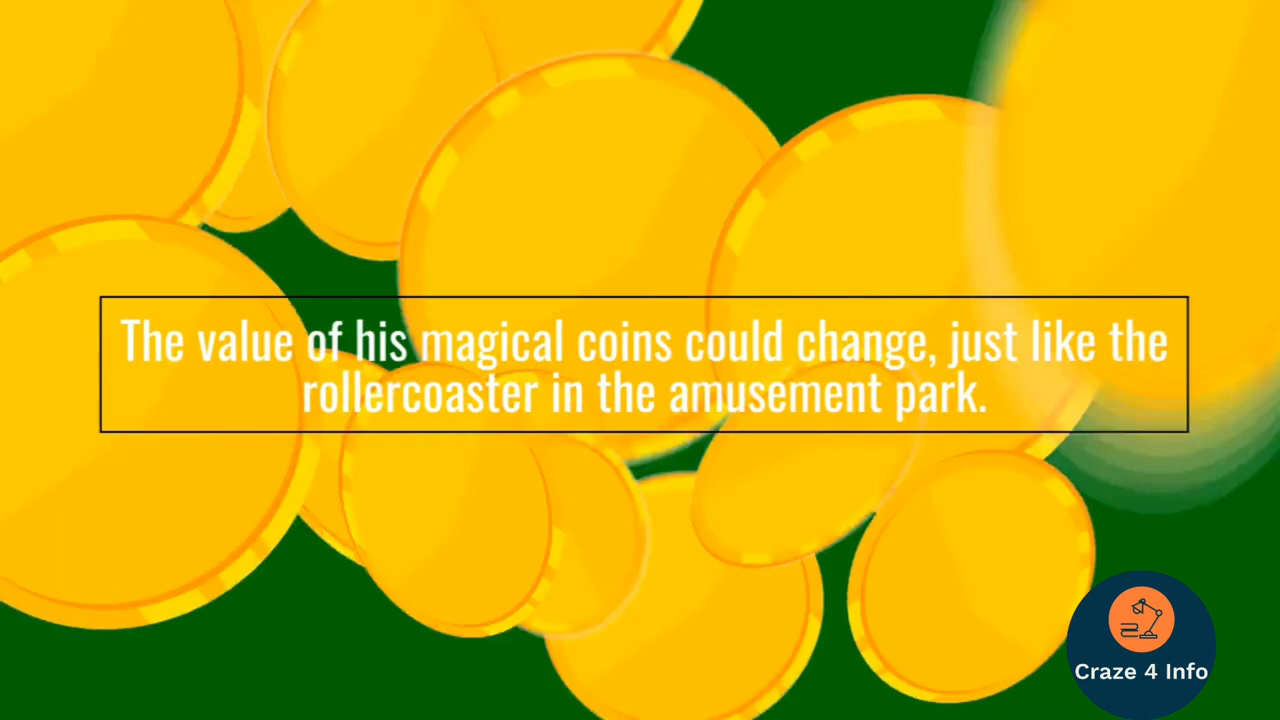 The value of his magical coins could change, just like the
rollercoaster in the amusement park.
Craze 4 Info